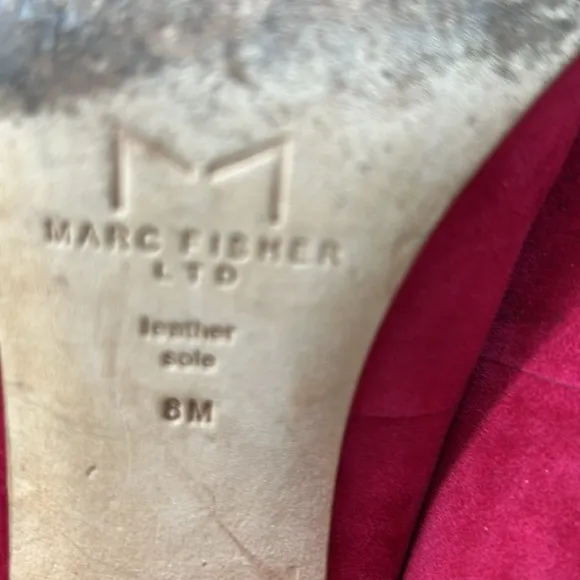 MARC FISHER
LTD
leather
sole
8M